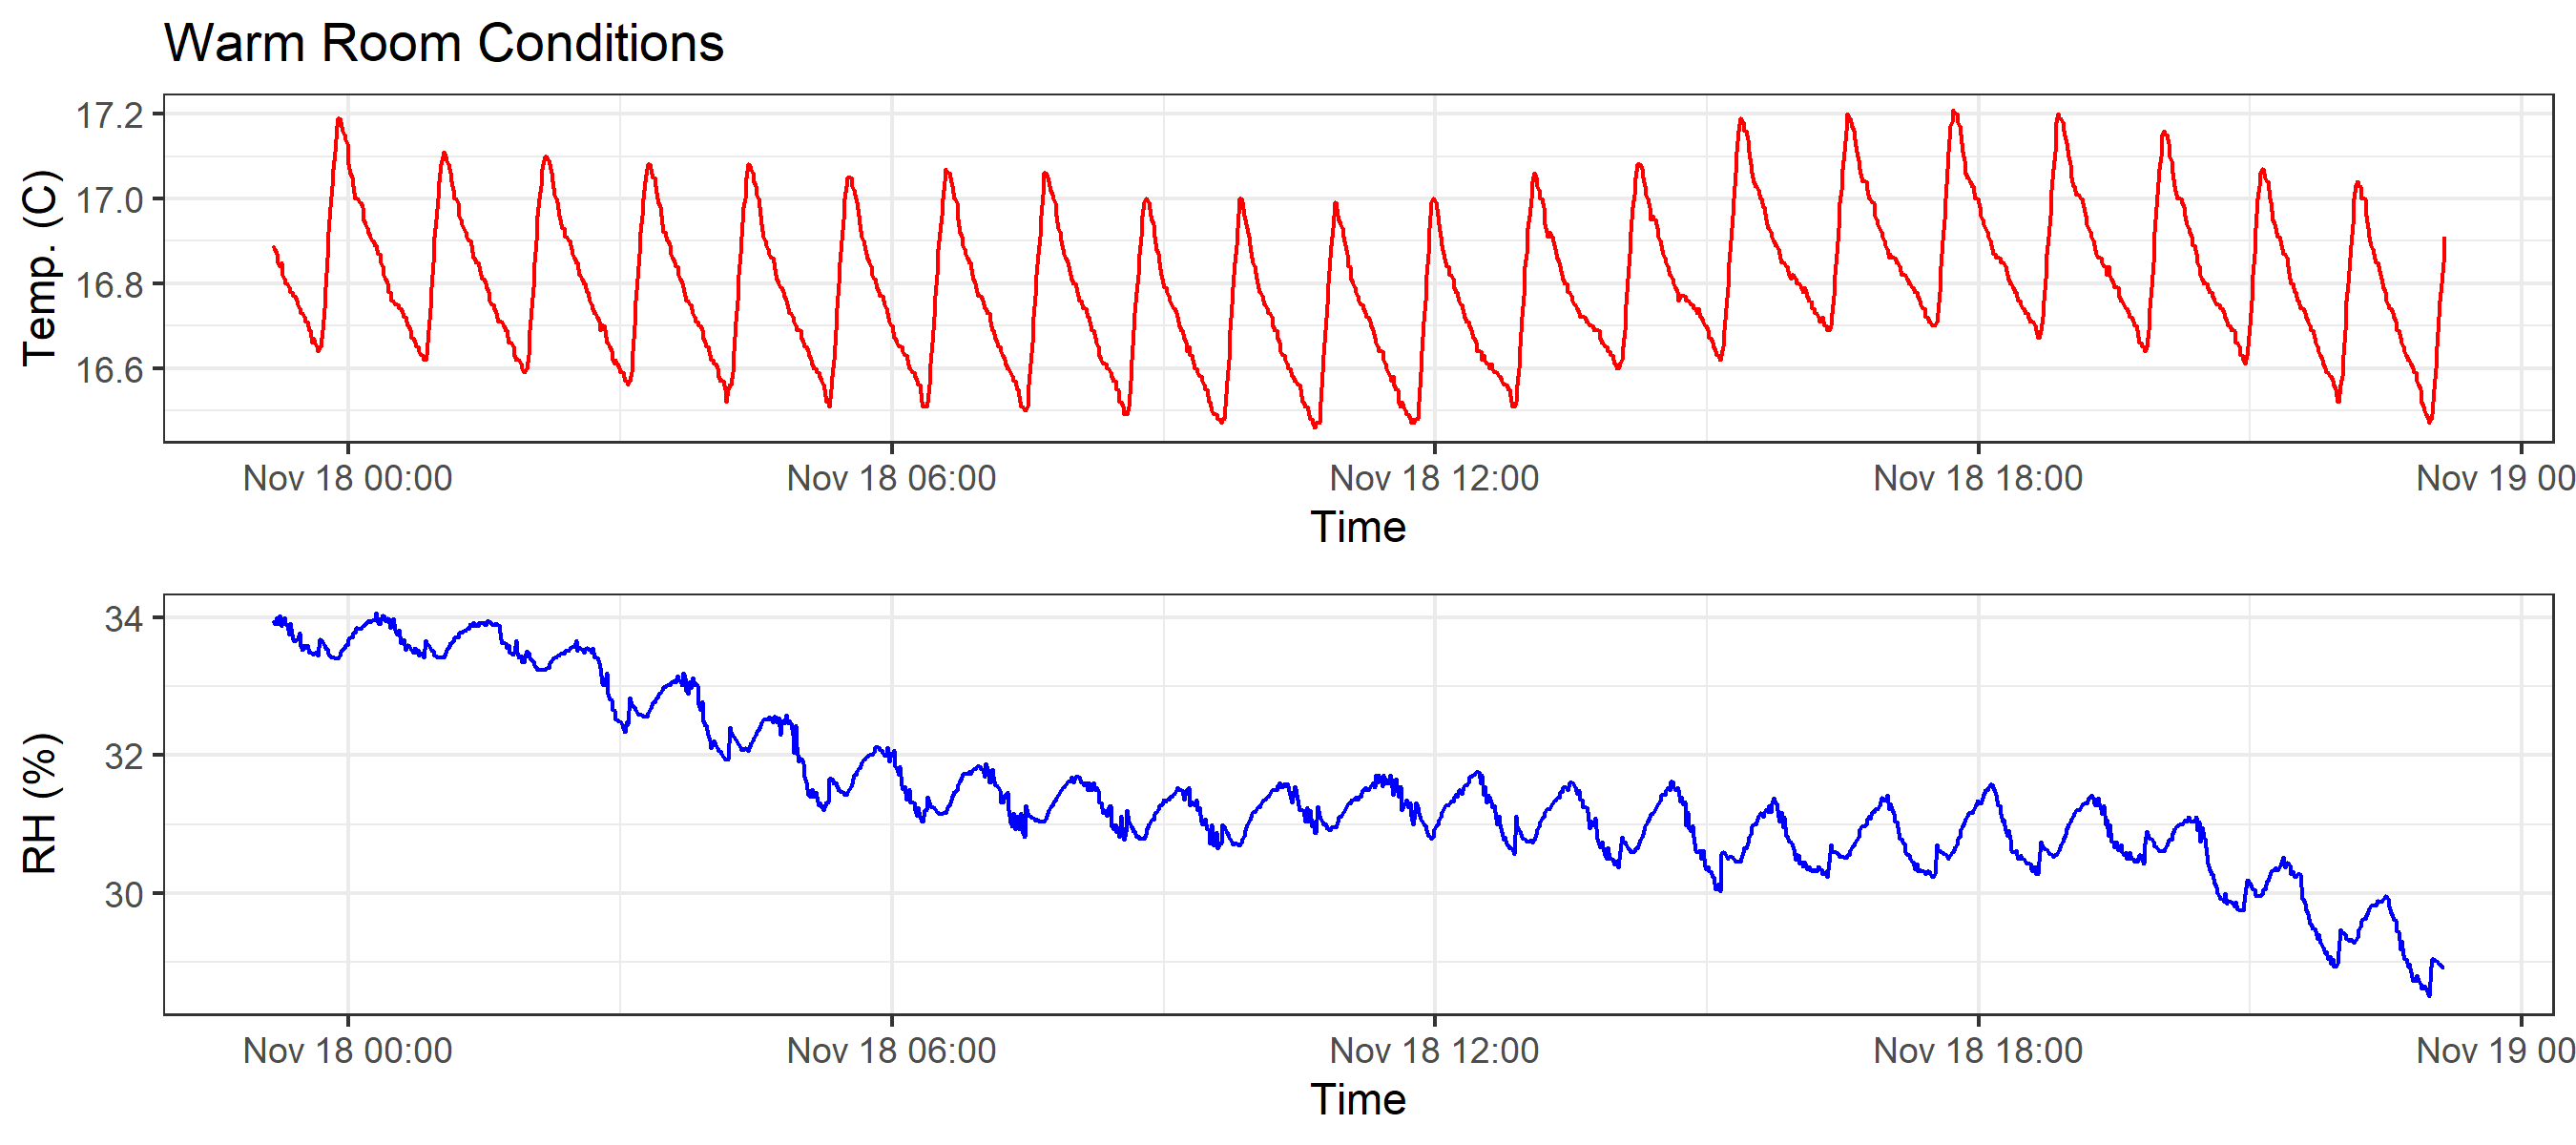 Warm Room Conditions
Temp. (C)
17.2
17.0
16.8
16.6
Nov 18 00:00 Nov 18 06:00 Nov 18 12:00 Nov 18 18:00 Nov 19 00
Time
RH (%)
34
32
30
Nov 18 00:00 Nov 18 06:00 Nov 18 12:00 Nov 18 18:00 Nov 19 00
Time